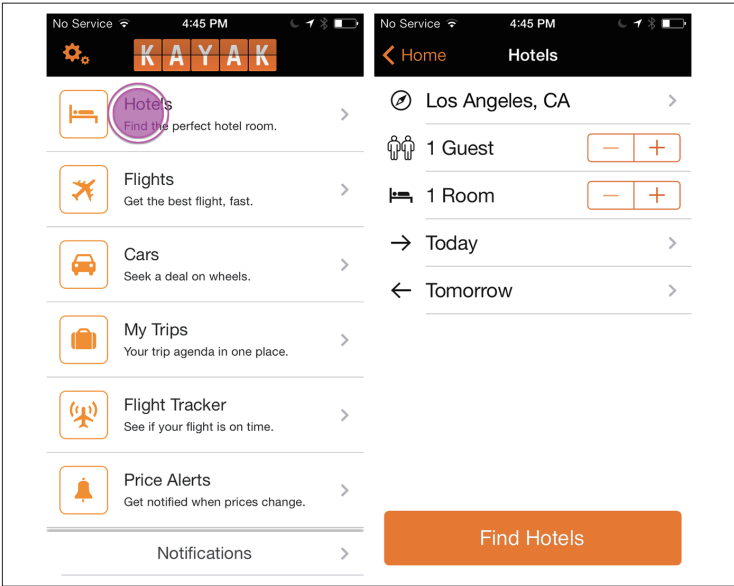 No Service 4:45 PM
KAYAK
Hotels
Find the perfect hotel room.
Flights
Get the best flight, fast.
Cars
Seek a deal on wheels.
My Trips
Your trip agenda in one place.
Flight Tracker
See if your flight is on time.
Price Alerts
Get notified when prices change.
Notifications
No Service 4:45 PM
Home Hotels
Los Angeles, CA
1 Guest
1 Room
Today
Tomorrow
Find Hotels